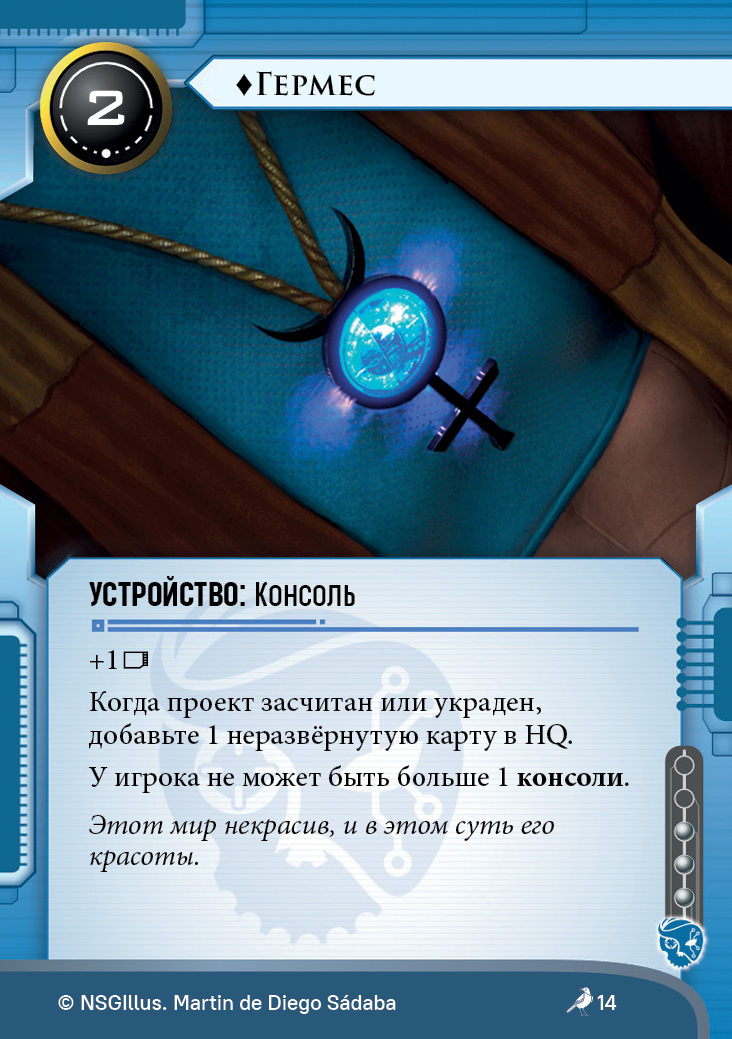 2
♦Гермес
УСТРОЙСТВО: Консоль
+1
Когда проект засчитан или украден,
добавьте 1 неразвёрнутую карту в HQ.
У игрока не может быть больше 1 консоли.
Этот мир некрасив, и в этом суть его
красоты.
© NSGIllus. Martin de Diego Sádaba
14